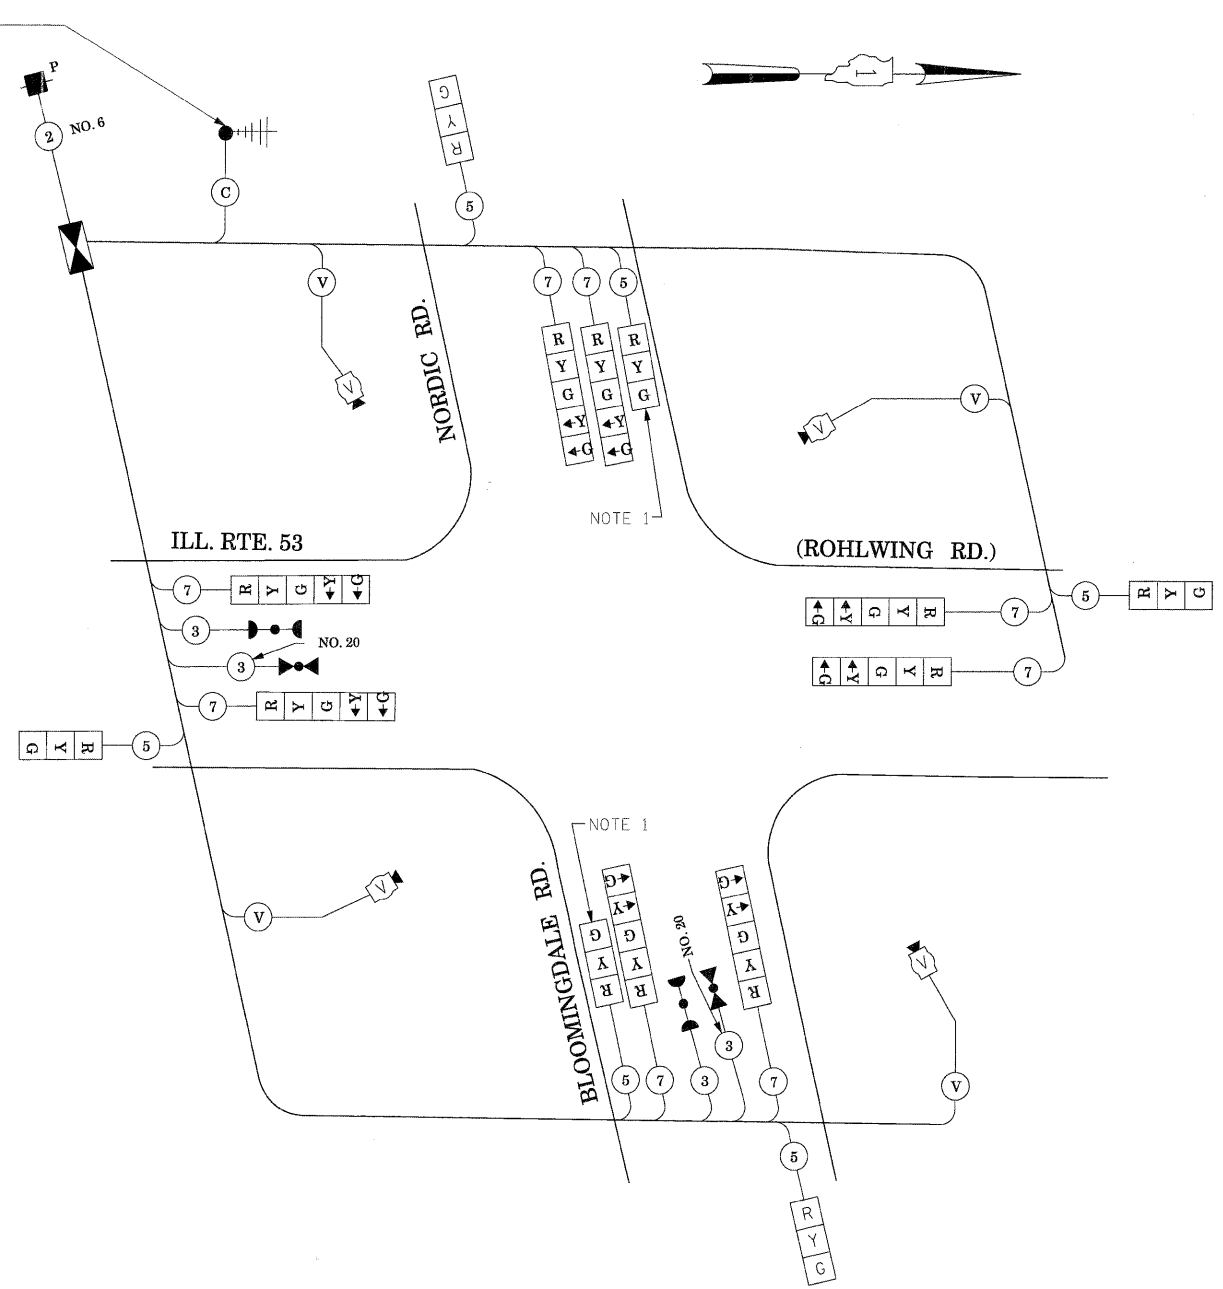 P
2 NO. 6
C
G Y R
5
1
V
V
7 7 5
R Y G ←Y ←G
R Y G ←Y ←G
R Y G
NOTE 1
NORDIC RD.
V
V
ILL. RTE. 53
(ROHLWING RD.)
7 R Y G ←Y ←G
3
3 NO. 20
7 R Y G ←Y ←G
G Y R 5
5 R Y G
←G ←Y G Y R 7
←G ←Y G Y R 7
NOTE 1
BLOOMINGDALE RD.
V
V
G Y R
←G ←Y G Y R
NO. 20
←G ←Y G Y R
3
5 7 3 7
V
V
5
R Y G